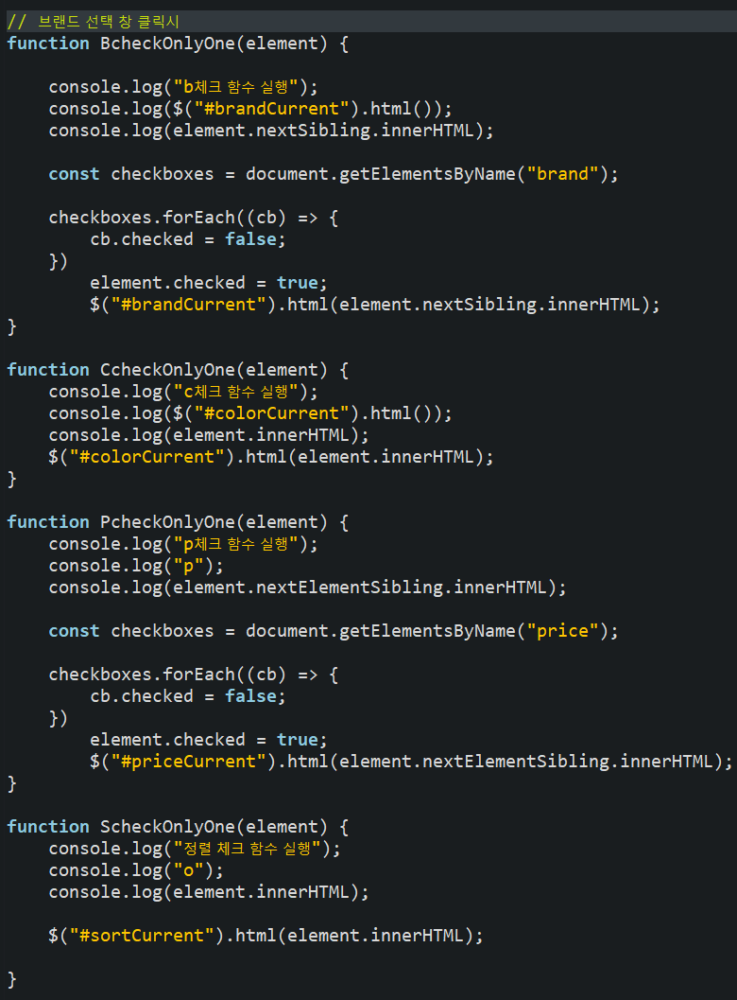 // 브랜드 선택 창 클릭시
function BcheckOnlyOne(element) {
console.log("b체크 함수 실행");
console.log($("#brandCurrent").html());
console.log(element.nextSibling.innerHTML);
const checkboxes = document.getElementsByName("brand");
checkboxes.forEach((cb) => {
cb.checked = false;
})
element.checked = true;
$("#brandCurrent").html(element.nextSibling.innerHTML);
}
function CcheckOnlyOne(element) {
console.log("c체크 함수 실행");
console.log($("#colorCurrent").html());
console.log(element.innerHTML);
$("#colorCurrent").html(element.innerHTML);
}
function PcheckOnlyOne(element) {
console.log("p체크 함수 실행");
console.log("p");
console.log(element.nextElementSibling.innerHTML);
const checkboxes = document.getElementsByName("price");
checkboxes.forEach((cb) => {
cb.checked = false;
})
element.checked = true;
$("#priceCurrent").html(element.nextElementSibling.innerHTML);
}
function ScheckOnlyOne(element) {
console.log("정렬 체크 함수 실행");
console.log("o");
console.log(element.innerHTML);
$("#sortCurrent").html(element.innerHTML);
}